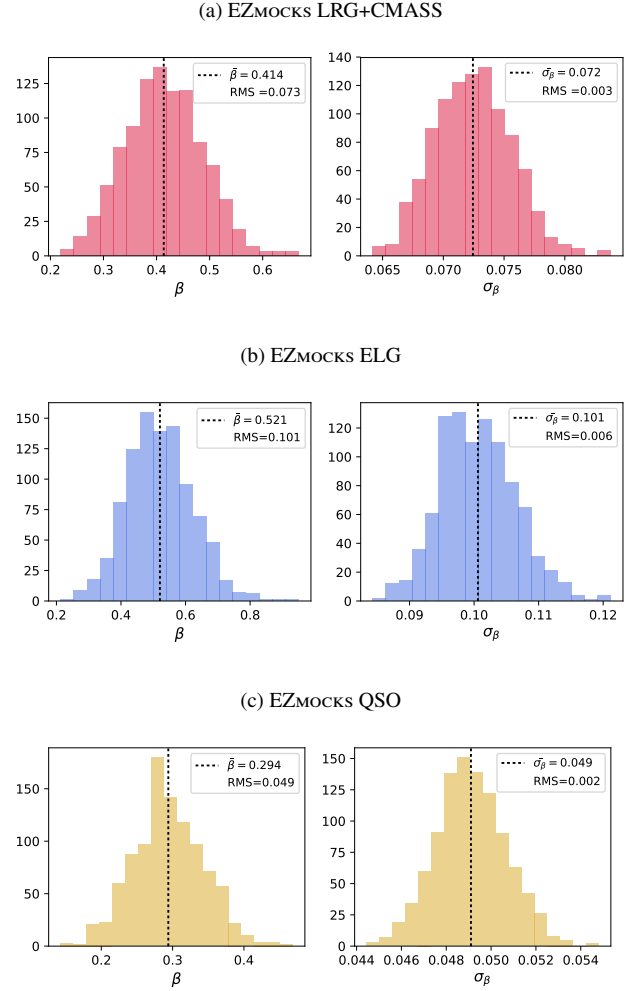 (a) EZMOCKS LRG+CMASS
β̄ = 0.414
RMS =0.073
σ̄β = 0.072
RMS =0.003
125
100
75
50
25
0
0.2 0.3 0.4 0.5 0.6
β
140
120
100
80
60
40
20
0
0.065 0.070 0.075 0.080
σβ
(b) EZMOCKS ELG
β̄ = 0.521
RMS=0.101
σ̄β = 0.101
RMS=0.006
150
125
100
75
50
25
0
0.2 0.4 0.6 0.8
β
120
100
80
60
40
20
0
0.09 0.10 0.11 0.12
σβ
(c) EZMOCKS QSO
β̄ = 0.294
RMS=0.049
σ̄β = 0.049
RMS=0.002
150
100
50
0
0.2 0.3 0.4
β
150
125
100
75
50
25
0
0.044 0.046 0.048 0.050 0.052 0.054
σβ